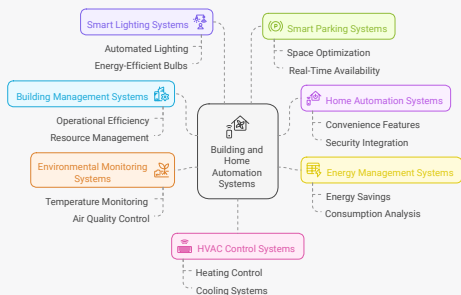 Smart Lighting Systems
Automated Lighting
Energy-Efficient Bulbs
Smart Parking Systems
Space Optimization
Real-Time Availability
Building Management Systems
Operational Efficiency
Resource Management
Home Automation Systems
Convenience Features
Security Integration
Building and
Home
Automation
Systems
Environmental Monitoring
Systems
Temperature Monitoring
Air Quality Control
Energy Management Systems
Energy Savings
Consumption Analysis
HVAC Control Systems
Heating Control
Cooling Systems